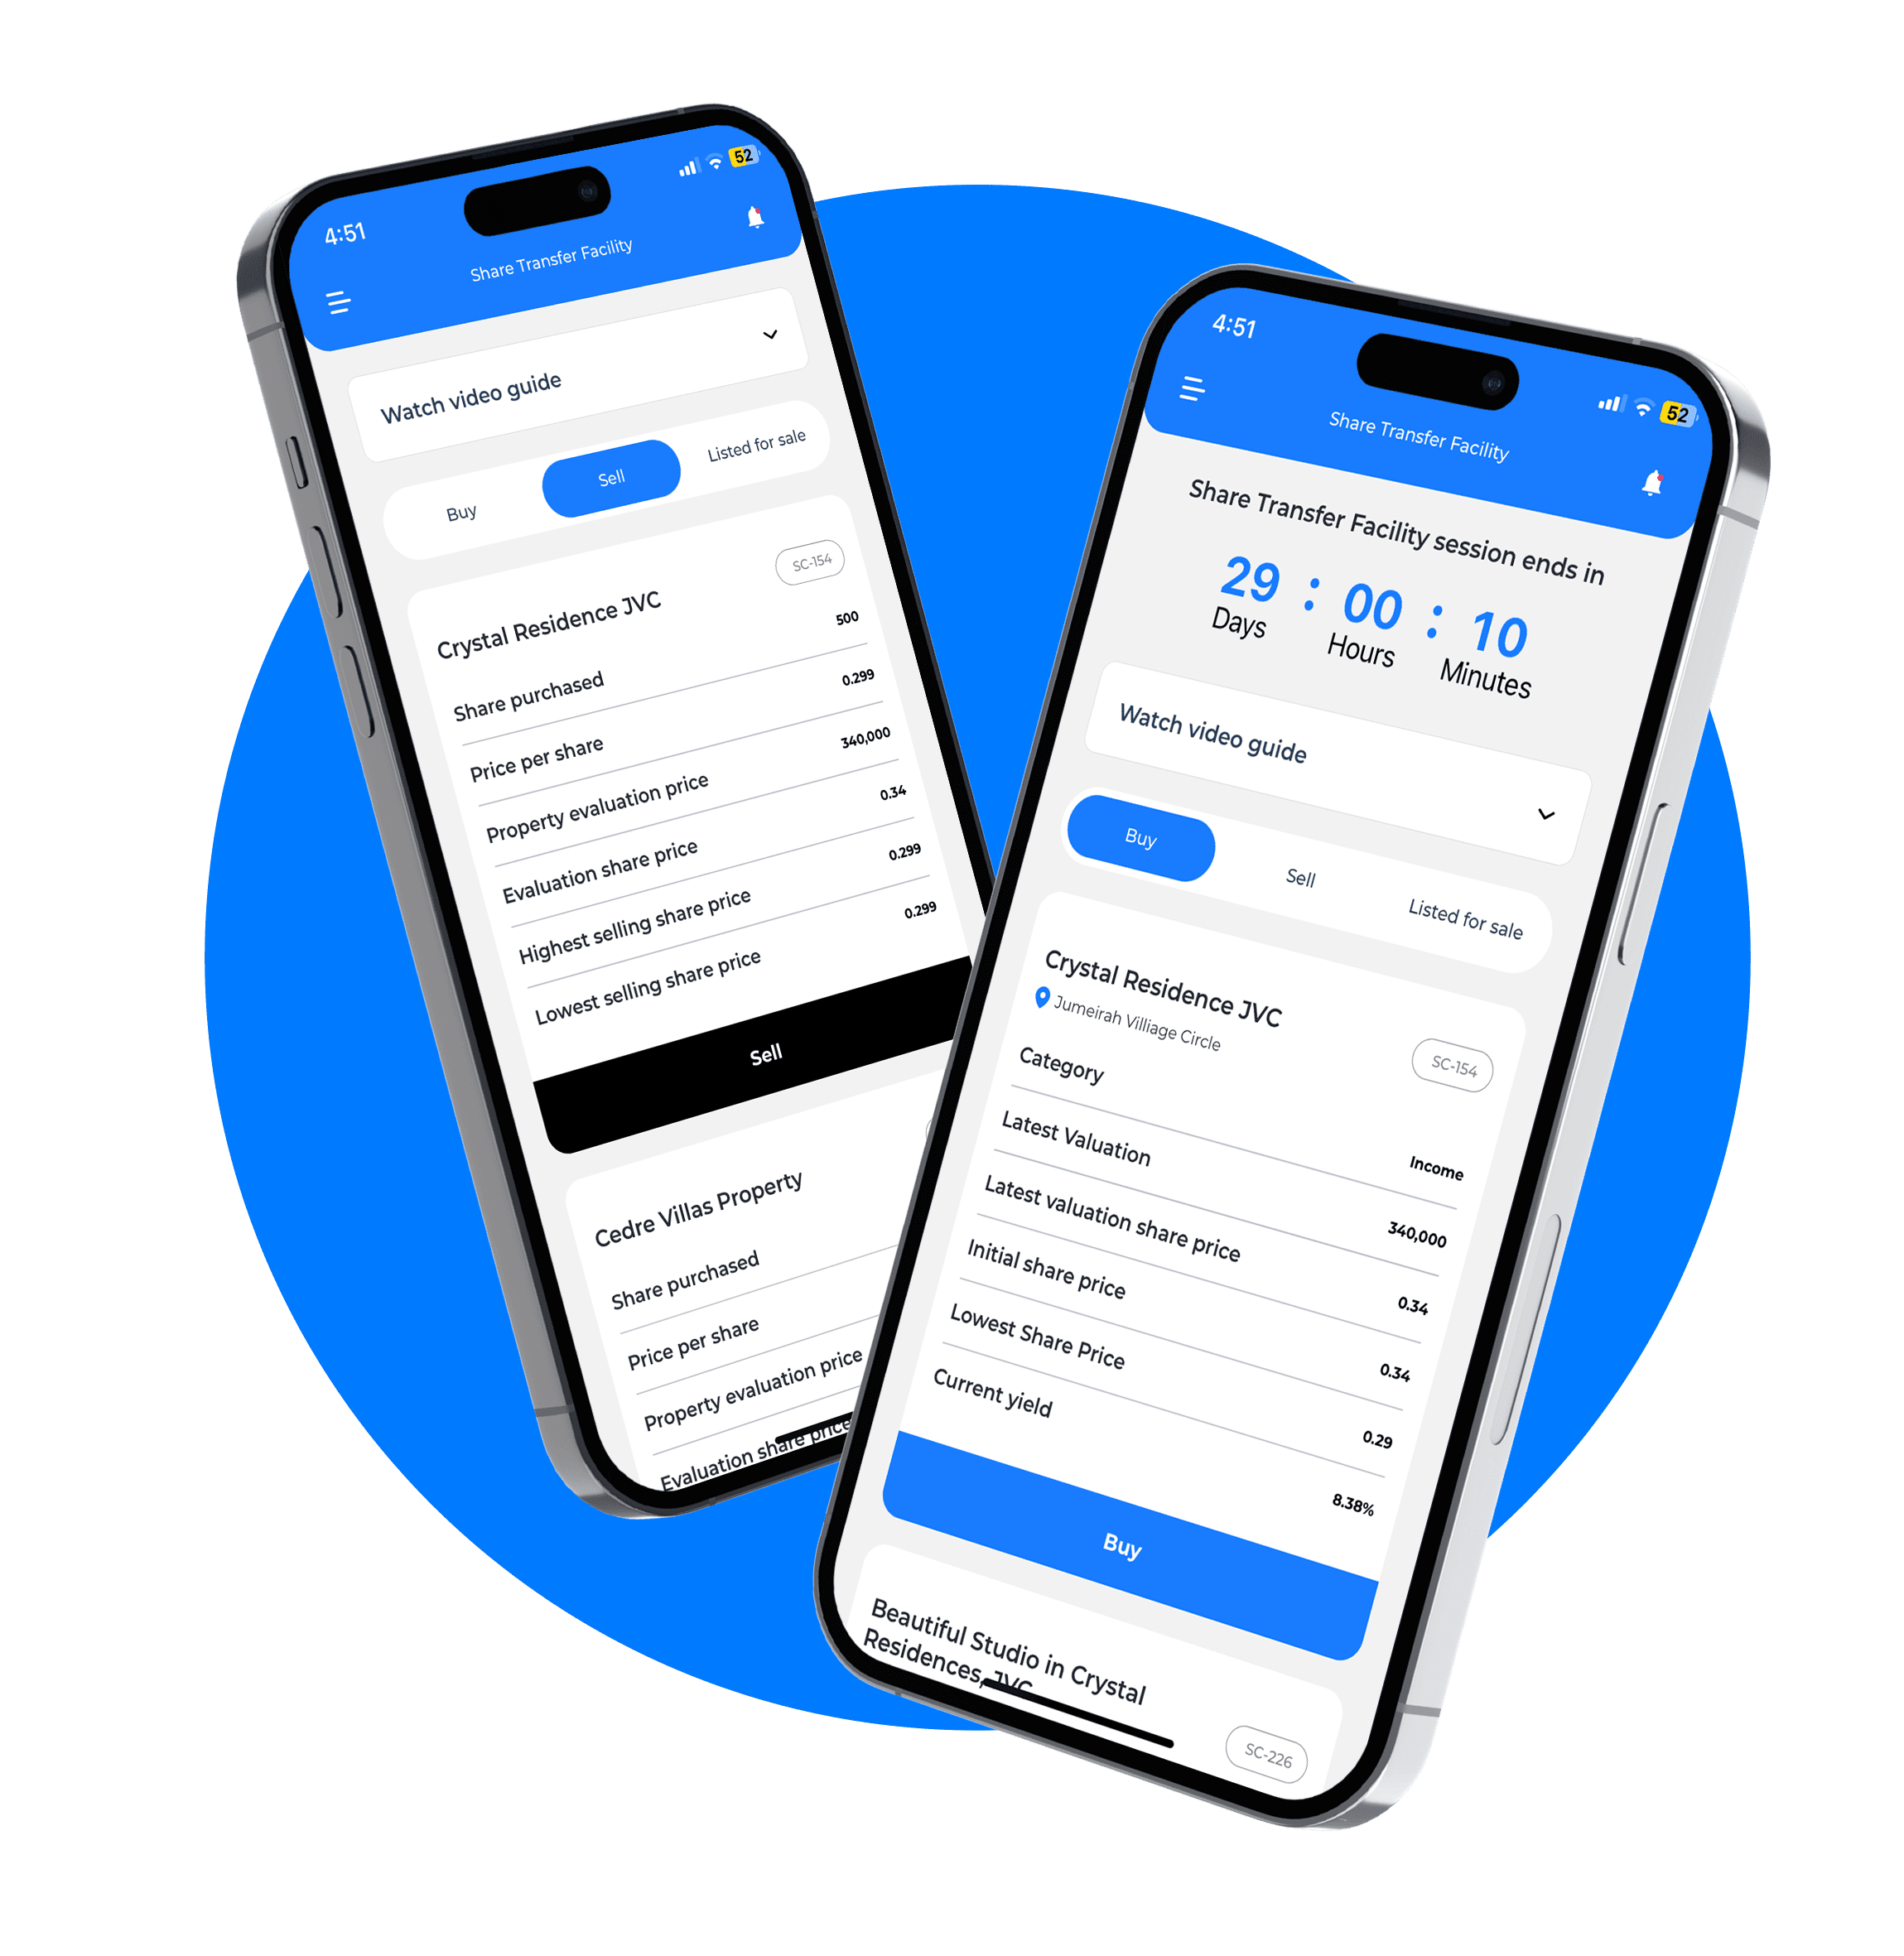 4:51
52
Share Transfer Facility
Watch video guide
Buy Sell Listed for sale
SC-154
Crystal Residence JVC
Share purchased 500
Price per share 0.299
Property evaluation price 340,000
Evaluation share price 0.34
Highest selling share price 0.299
Lowest selling share price 0.299
Sell
Cedre Villas Property
Share purchased
Price per share
Property evaluation price
Evaluation share price
4:51
52
Share Transfer Facility
Share Transfer Facility session ends in
29 : 00 : 10
Days Hours Minutes
Watch video guide
Buy Sell Listed for sale
Crystal Residence JVC
Jumeirah Villiage Circle
SC-154
Category Income
Latest Valuation 340,000
Latest valuation share price 0.34
Initial share price 0.34
Lowest Share Price 0.29
Current yield 8.38%
Buy
Beautiful Studio in Crystal
Residences, JVC
SC-226